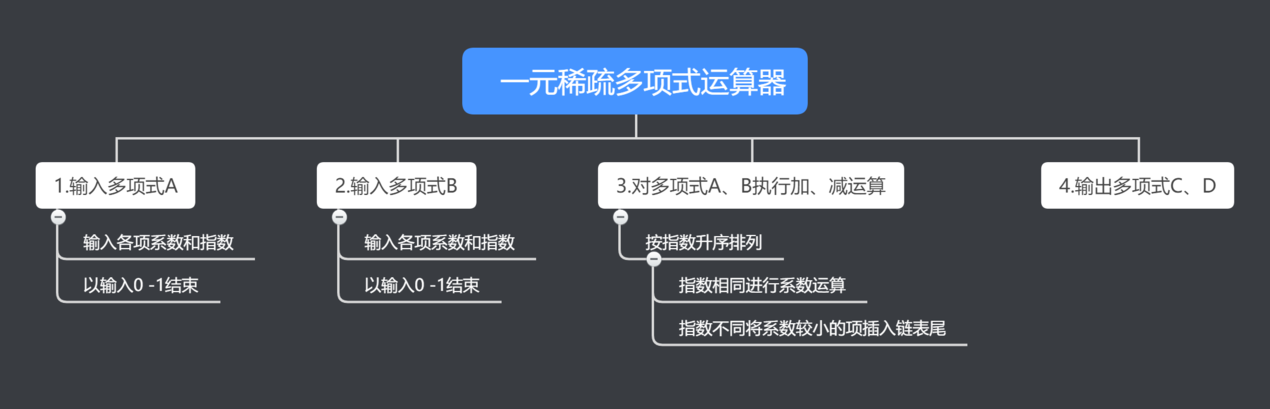 一元稀疏多项式运算器
1.输入多项式A
输入各项系数和指数
以输入0 -1结束
2.输入多项式B
输入各项系数和指数
以输入0 -1结束
3.对多项式A、B执行加、减运算
按指数升序排列
指数相同进行系数运算
指数不同将系数较小的项插入链表尾
4.输出多项式C、D